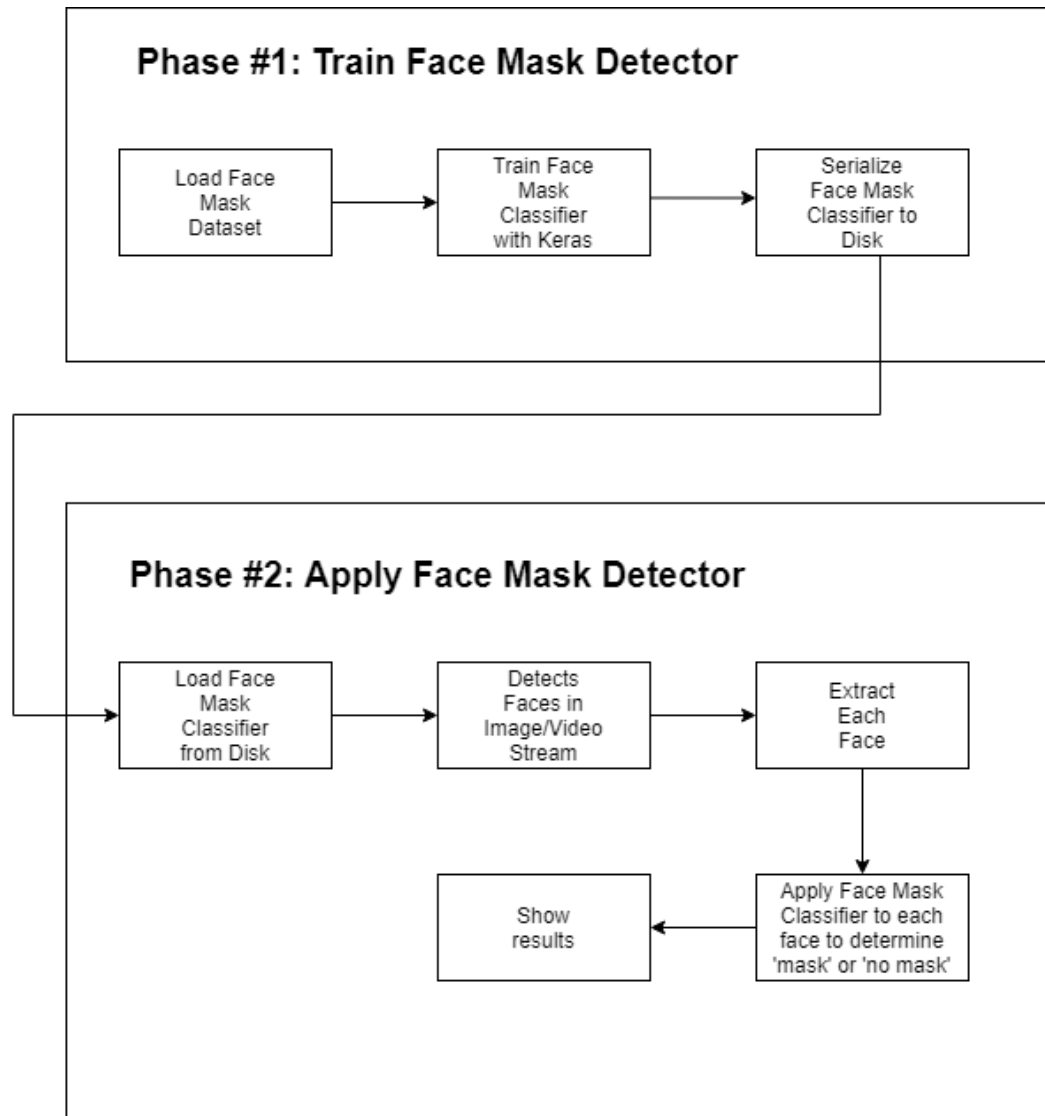 Phase #1: Train Face Mask Detector
Load Face
Mask
Dataset
Train Face
Mask
Classifier
with Keras
Serialize
Face Mask
Classifier to
Disk
Phase #2: Apply Face Mask Detector
Load Face
Mask
Classifier
from Disk
Detects
Faces in
Image/Video
Stream
Extract
Each
Face
Apply Face Mask
Classifier to each
face to determine
'mask' or 'no mask'
Show
results